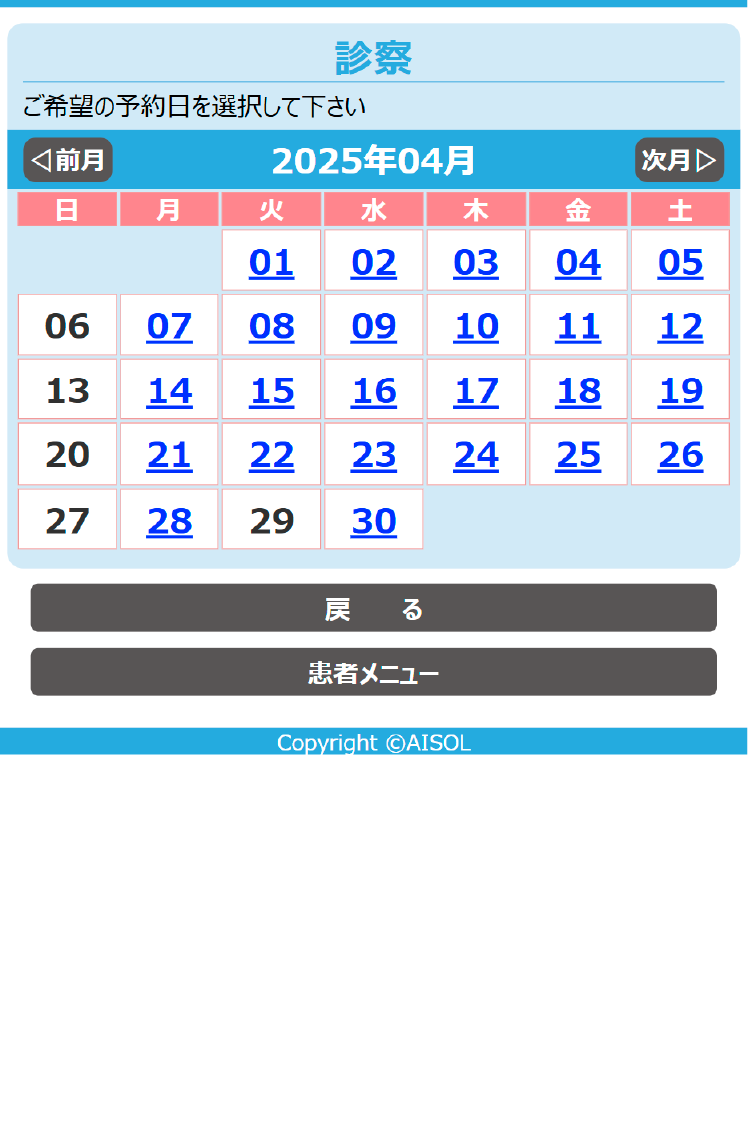 診察
ご希望の予約日を選択して下さい
◁前月 2025年04月 次月▷
日 月 火 水 木 金 土
01 02 03 04 05
06 07 08 09 10 11 12
13 14 15 16 17 18 19
20 21 22 23 24 25 26
27 28 29 30
戻　　る
患者メニュー
Copyright ©AISOL